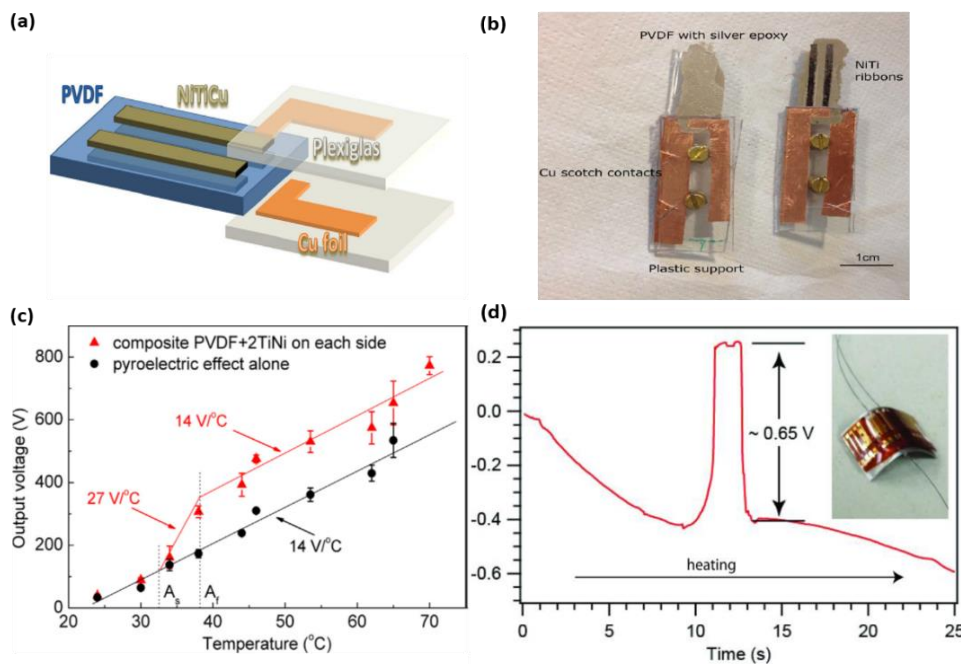 (a)
PVDF
NiTiCu
Plexiglas
Cu foil
(b)
PVDF with silver epoxy
NiTi
ribbons
Cu scotch contacts
Plastic support
1cm
(c)
composite PVDF+2TiNi on each side
pyroelectric effect alone
Output voltage (V)
800
600
400
200
0
14 V/°C
27 V/°C
14 V/°C
As
Af
20 30 40 50 60 70
Temperature (°C)
(d)
0.2
0.0
-0.2
-0.4
-0.6
~ 0.65 V
heating
0 5 10 15 20 25
Time (s)